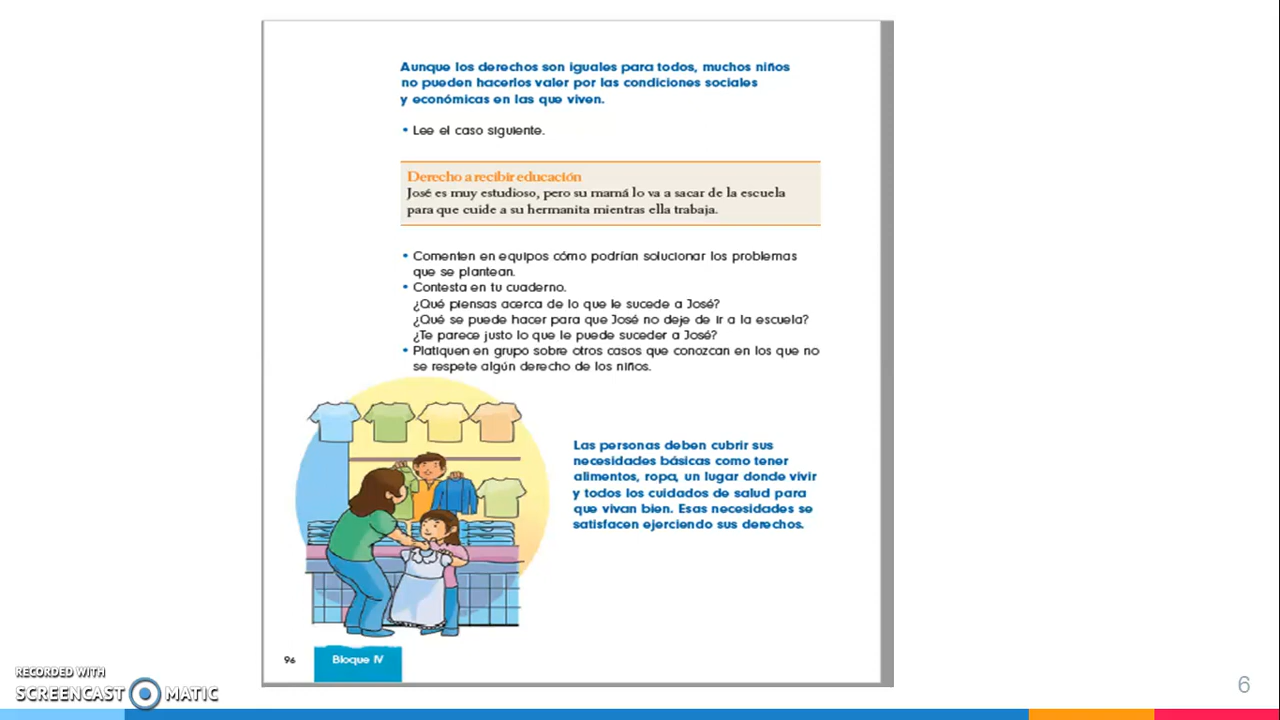 Aunque los derechos son iguales para todos, muchos niños
no pueden hacerlos valer por las condiciones sociales
y económicas en las que viven.
• Lee el caso siguiente.
Derecho a recibir educación
José es muy estudioso, pero su mamá lo va a sacar de la escuela
para que cuide a su hermanita mientras ella trabaja.
• Comenten en equipos cómo podrían solucionar los problemas
que se plantean.
• Contesta en tu cuaderno.
¿Qué piensas acerca de lo que le sucede a José?
¿Qué se puede hacer para que José no deje de ir a la escuela?
¿Te parece justo lo que le puede suceder a José?
• Platiquen en grupo sobre otros casos que conozcan en los que no
se respete algún derecho de los niños.
Las personas deben cubrir sus
necesidades básicas como tener
alimentos, ropa, un lugar donde vivir
y todos los cuidados de salud para
que vivan bien. Esas necesidades se
satisfacen ejerciendo sus derechos.
96
Bloque IV
RECORDED WITH
SCREENCAST MATIC
6